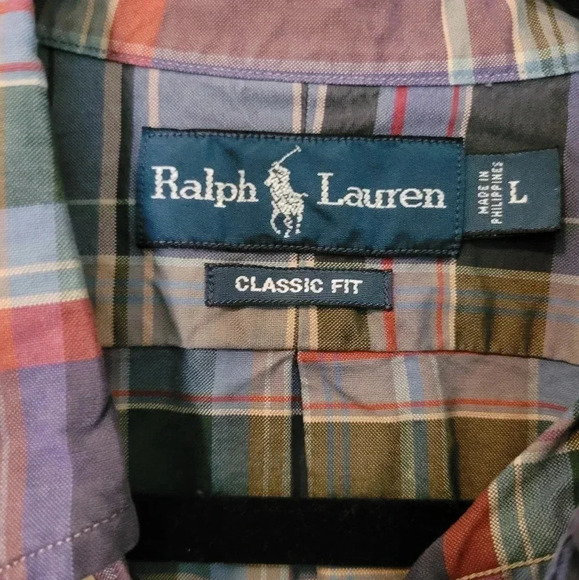 Ralph Lauren
MADE IN
PHILIPPINES
L
CLASSIC FIT